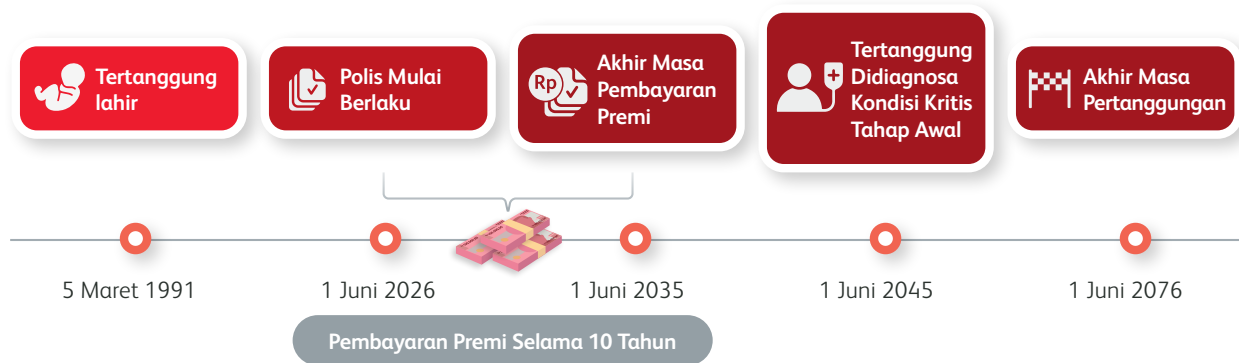 Tertanggung
lahir
Polis Mulai
Berlaku
Rp
Akhir Masa
Pembayaran
Premi
Tertanggung
Didiagnosa
Kondisi Kritis
Tahap Awal
Akhir Masa
Pertanggungan
5 Maret 1991
1 Juni 2026
1 Juni 2035
1 Juni 2045
1 Juni 2076
Pembayaran Premi Selama 10 Tahun